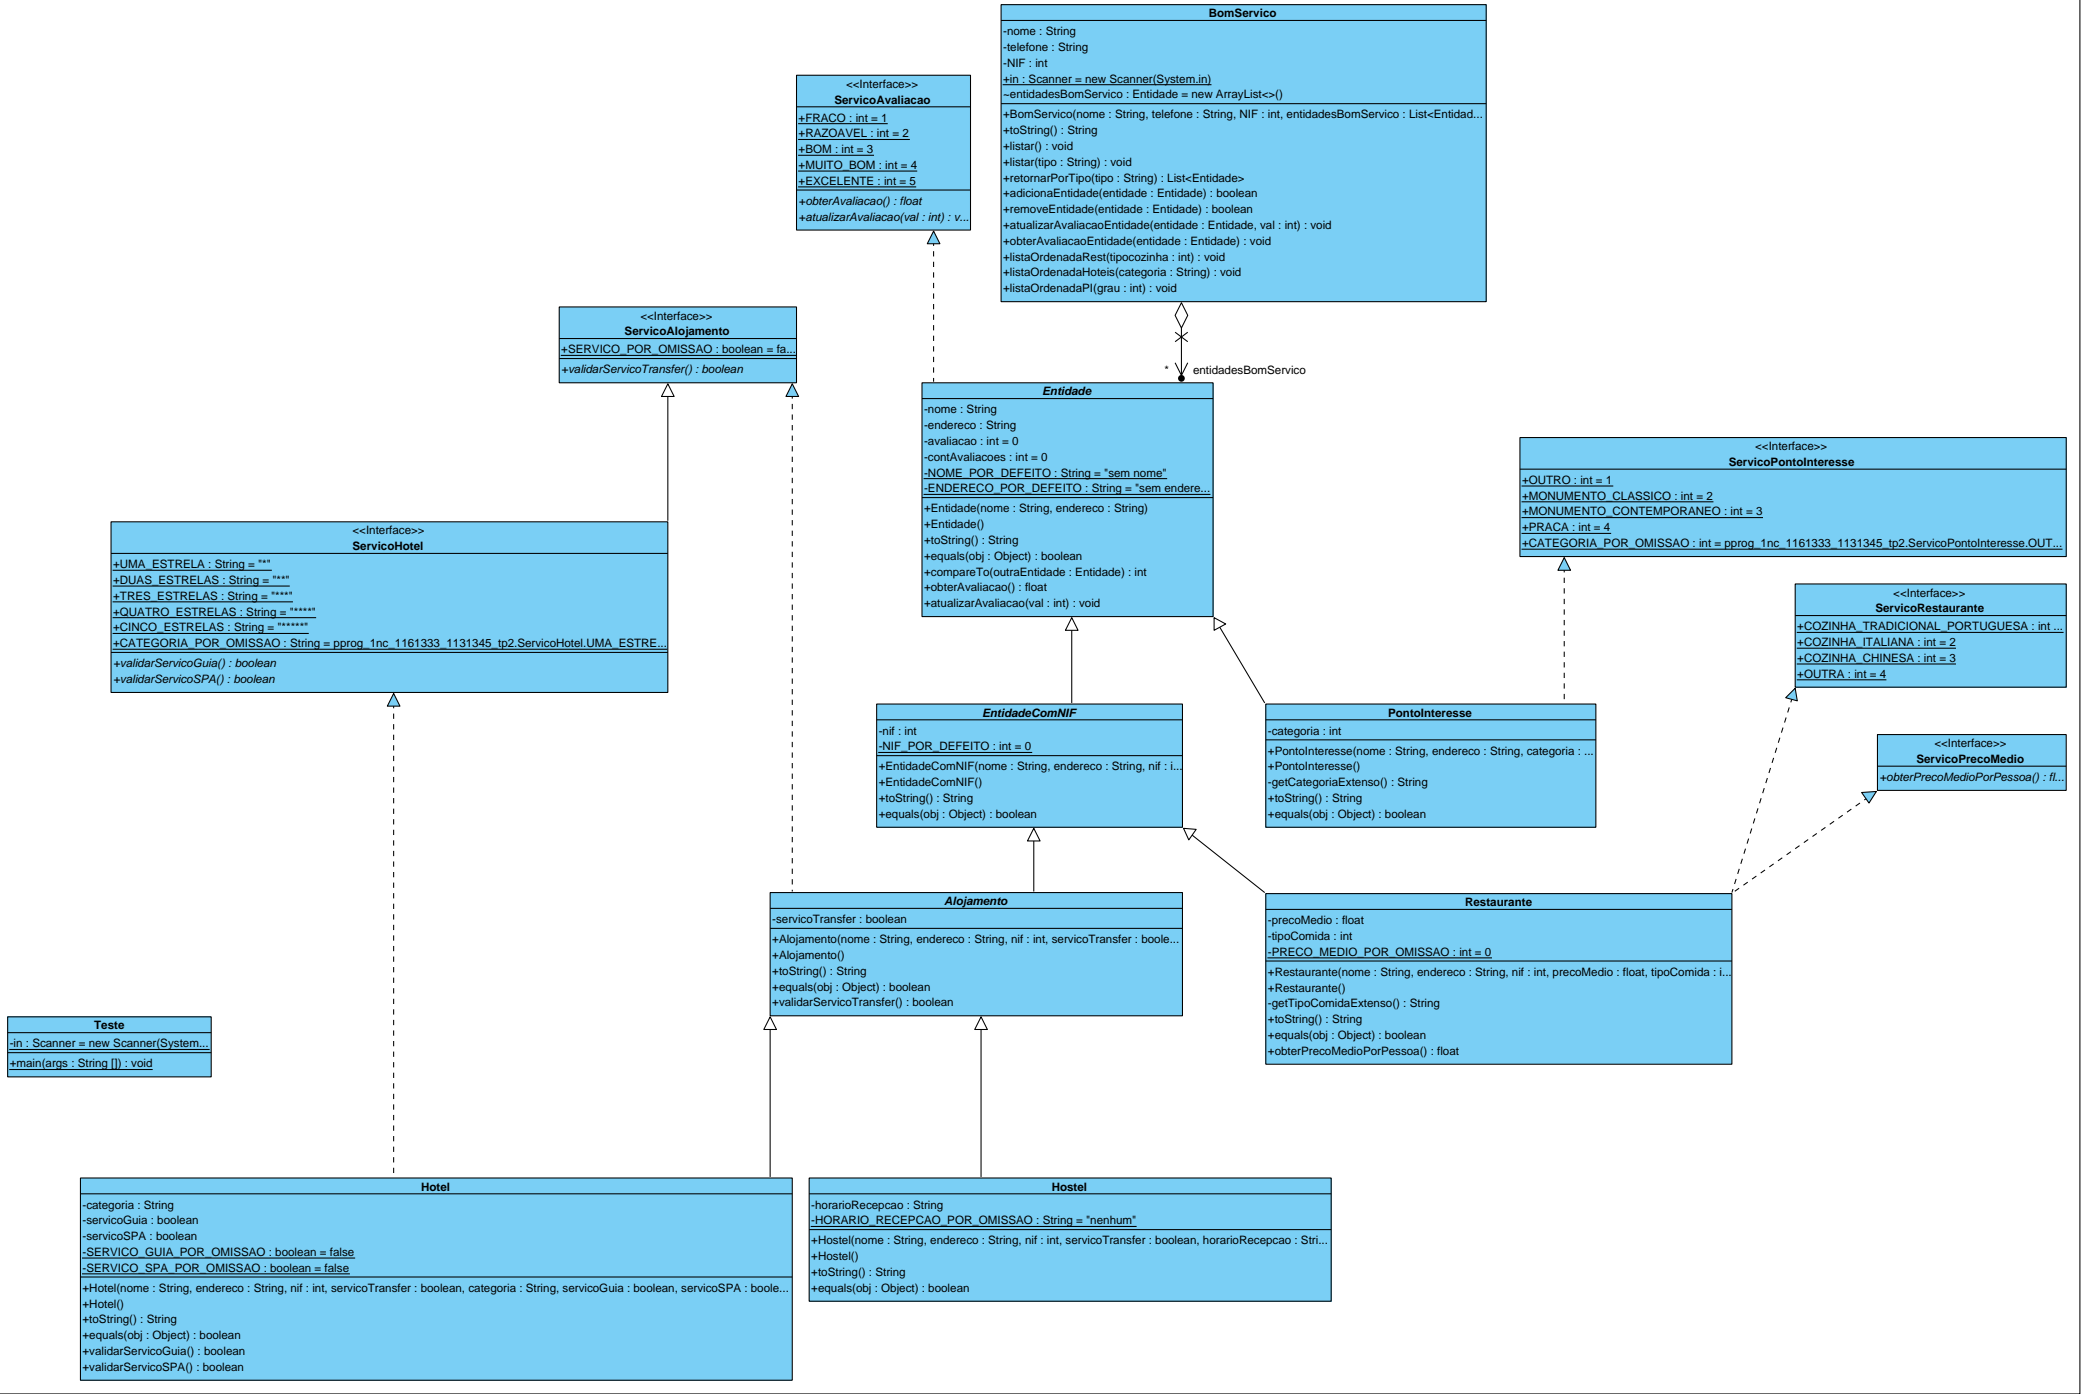 BomServico
-nome : String
-telefone : String
-NIF : int
+in : Scanner = new Scanner(System.in)
~entidadesBomServico : Entidade = new ArrayList<>()
+BomServico(nome : String, telefone : String, NIF : int, entidadesBomServico : List<Entidad...
+toString() : String
+listar() : void
+listar(tipo : String) : void
+retornarPorTipo(tipo : String) : List<Entidade>
+adicionaEntidade(entidade : Entidade) : boolean
+removeEntidade(entidade : Entidade) : boolean
+atualizarAvaliacaoEntidade(entidade : Entidade, val : int) : void
+obterAvaliacaoEntidade(entidade : Entidade) : void
+listaOrdenadaRest(tipocozinha : int) : void
+listaOrdenadaHoteis(categoria : String) : void
+listaOrdenadaPI(grau : int) : void
<<Interface>>
ServicoAvaliacao
+FRACO : int = 1
+RAZOAVEL : int = 2
+BOM : int = 3
+MUITO_BOM : int = 4
+EXCELENTE : int = 5
+obterAvaliacao() : float
+atualizarAvaliacao(val : int) : v...
<<Interface>>
ServicoAlojamento
+SERVICO_POR_OMISSAO : boolean = fa...
+validarServicoTransfer() : boolean
* entidadesBomServico
Entidade
-nome : String
-endereco : String
-avaliacao : int = 0
-contAvaliacoes : int = 0
-NOME_POR_DEFEITO : String = "sem nome"
-ENDERECO_POR_DEFEITO : String = "sem endere...
+Entidade(nome : String, endereco : String)
+Entidade()
+toString() : String
+equals(obj : Object) : boolean
+compareTo(outraEntidade : Entidade) : int
+obterAvaliacao() : float
+atualizarAvaliacao(val : int) : void
<<Interface>>
ServicoPontoInteresse
+OUTRO : int = 1
+MONUMENTO_CLASSICO : int = 2
+MONUMENTO_CONTEMPORANEO : int = 3
+PRACA : int = 4
+CATEGORIA_POR_OMISSAO : int = pprog_1nc_1161333_1131345_tp2.ServicoPontoInteresse.OUT...
<<Interface>>
ServicoHotel
+UMA_ESTRELA : String = "*"
+DUAS_ESTRELAS : String = "**"
+TRES_ESTRELAS : String = "***"
+QUATRO_ESTRELAS : String = "****"
+CINCO_ESTRELAS : String = "*****"
+CATEGORIA_POR_OMISSAO : String = pprog_1nc_1161333_1131345_tp2.ServicoHotel.UMA_ESTRE...
+validarServicoGuia() : boolean
+validarServicoSPA() : boolean
<<Interface>>
ServicoRestaurante
+COZINHA_TRADICIONAL_PORTUGUESA : int ...
+COZINHA_ITALIANA : int = 2
+COZINHA_CHINESA : int = 3
+OUTRA : int = 4
EntidadeComNIF
-nif : int
-NIF_POR_DEFEITO : int = 0
+EntidadeComNIF(nome : String, endereco : String, nif : i...
+EntidadeComNIF()
+toString() : String
+equals(obj : Object) : boolean
PontoInteresse
-categoria : int
+PontoInteresse(nome : String, endereco : String, categoria : ...
+PontoInteresse()
-getCategoriaExtenso() : String
+toString() : String
+equals(obj : Object) : boolean
<<Interface>>
ServicoPrecoMedio
+obterPrecoMedioPorPessoa() : fl...
Alojamento
-servicoTransfer : boolean
+Alojamento(nome : String, endereco : String, nif : int, servicoTransfer : boole...
+Alojamento()
+toString() : String
+equals(obj : Object) : boolean
+validarServicoTransfer() : boolean
Restaurante
-precoMedio : float
-tipoComida : int
-PRECO_MEDIO_POR_OMISSAO : int = 0
+Restaurante(nome : String, endereco : String, nif : int, precoMedio : float, tipoComida : i...
+Restaurante()
-getTipoComidaExtenso() : String
+toString() : String
+equals(obj : Object) : boolean
+obterPrecoMedioPorPessoa() : float
Teste
-in : Scanner = new Scanner(System...
+main(args : String []) : void
Hotel
-categoria : String
-servicoGuia : boolean
-servicoSPA : boolean
-SERVICO_GUIA_POR_OMISSAO : boolean = false
-SERVICO_SPA_POR_OMISSAO : boolean = false
+Hotel(nome : String, endereco : String, nif : int, servicoTransfer : boolean, categoria : String, servicoGuia : boolean, servicoSPA : boole...
+Hotel()
+toString() : String
+equals(obj : Object) : boolean
+validarServicoGuia() : boolean
+validarServicoSPA() : boolean
Hostel
-horarioRecepcao : String
-HORARIO_RECEPCAO_POR_OMISSAO : String = "nenhum"
+Hostel(nome : String, endereco : String, nif : int, servicoTransfer : boolean, horarioRecepcao : Stri...
+Hostel()
+toString() : String
+equals(obj : Object) : boolean